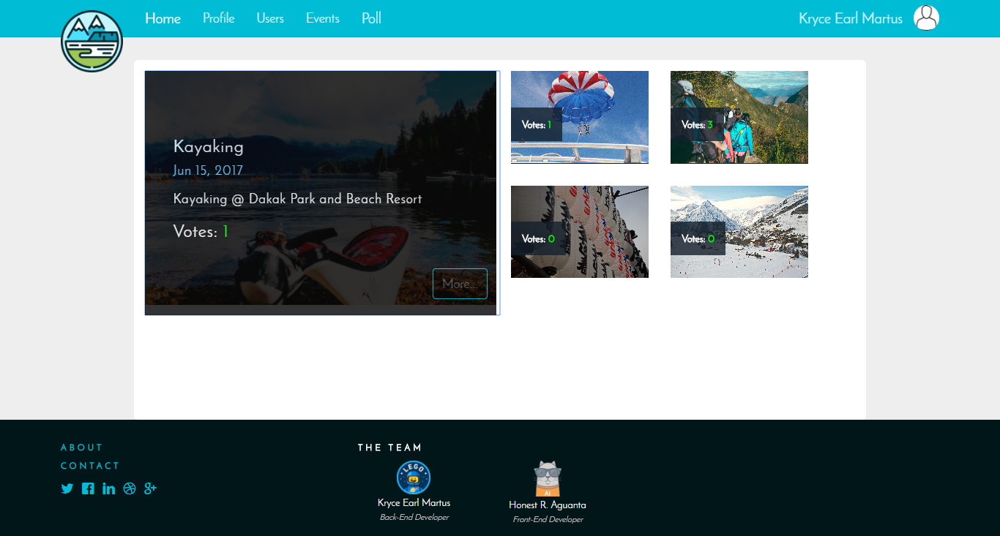 Home Profile Users Events Poll Kryce Earl Martus
Kayaking
Jun 15, 2017
Kayaking @ Dakak Park and Beach Resort
Votes: 1
More...
Votes: 1
Votes: 3
Votes: 0
Votes: 0
ABOUT
CONTACT
THE TEAM
LEGO
Kryce Earl Martus
Back-End Developer
AI
Honest R. Aguanta
Front-End Developer